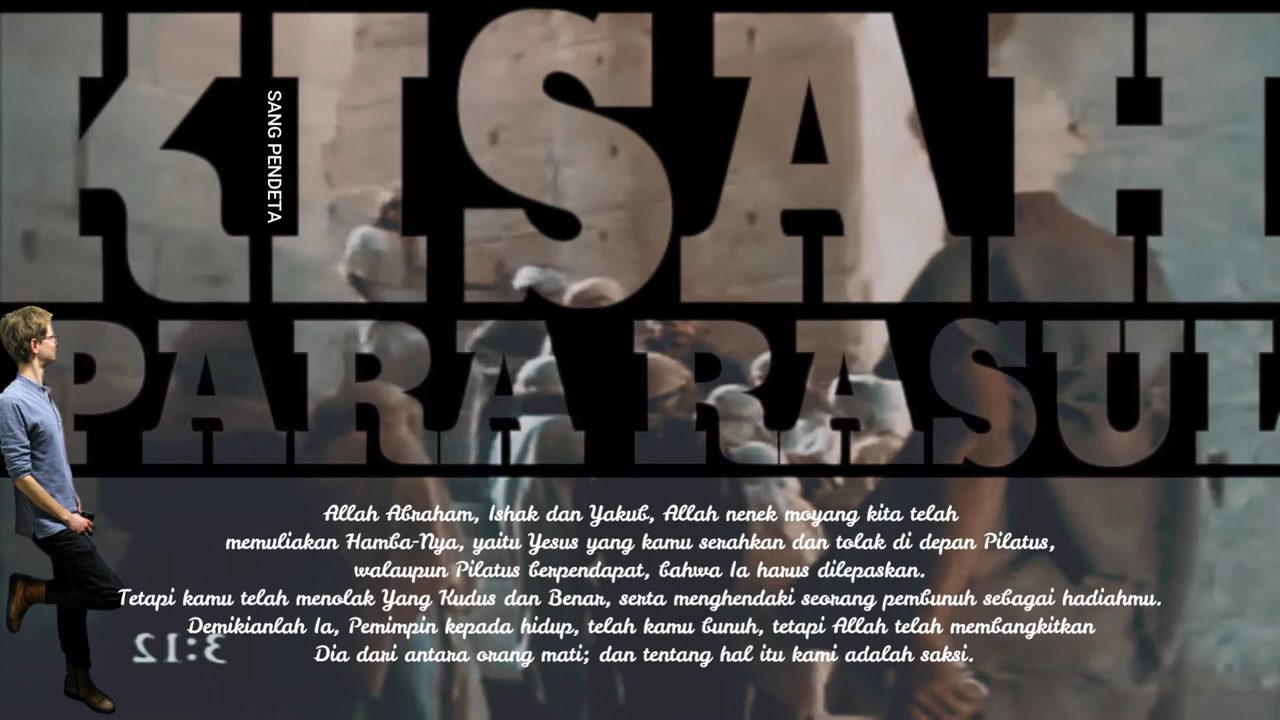 KISAH
SANG PENDETA
PARA RASUL
Allah Abraham, Ishak dan Yakub, Allah nenek moyang kita telah
memuliakan Hamba-Nya, yaitu Yesus yang kamu serahkan dan tolak di depan Pilatus,
walaupun Pilatus berpendapat, bahwa Ia harus dilepaskan.
Tetapi kamu telah menolak Yang Kudus dan Benar, serta menghendaki seorang pembunuh sebagai hadiahmu.
Demikianlah Ia, Pemimpin kepada hidup, telah kamu bunuh, tetapi Allah telah membangkitkan
Dia dari antara orang mati; dan tentang hal itu kami adalah saksi.
3:12